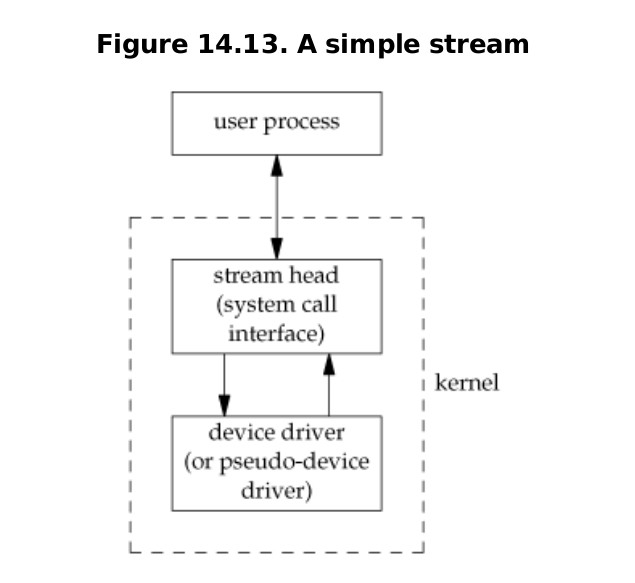 Figure 14.13. A simple stream
user process
stream head
(system call
interface)
kernel
device driver
(or pseudo-device
driver)